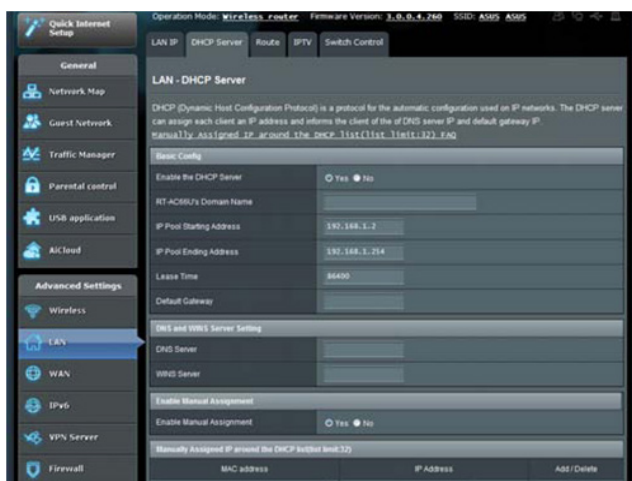 Quick Internet
Setup
Operation Mode: Wireless router Firmware Version: 3.0.0.4.260 SSID: ASUS ASUS
LAN IP DHCP Server Route IPTV Switch Control
General
Network Map
Guest Network
Traffic Manager
Parental control
USB application
AiCloud
Advanced Settings
Wireless
LAN
WAN
IPv6
VPN Server
Firewall
LAN - DHCP Server
DHCP (Dynamic Host Configuration Protocol) is a protocol for the automatic configuration used on IP networks. The DHCP server
can assign each client an IP address and informs the client of the of DNS server IP and default gateway IP.
Manually Assigned IP around the DHCP list(list limit:32) FAQ
Basic Config
Enable the DHCP Server Yes No
RT-AC66U's Domain Name
IP Pool Starting Address 192.168.1.2
IP Pool Ending Address 192.168.1.254
Lease Time 86400
Default Gateway
DNS and WINS Server Setting
DNS Server
WINS Server
Enable Manual Assignment
Enable Manual Assignment Yes No
Manually Assigned IP around the DHCP list(list limit:32)
MAC address IP Address Add / Delete